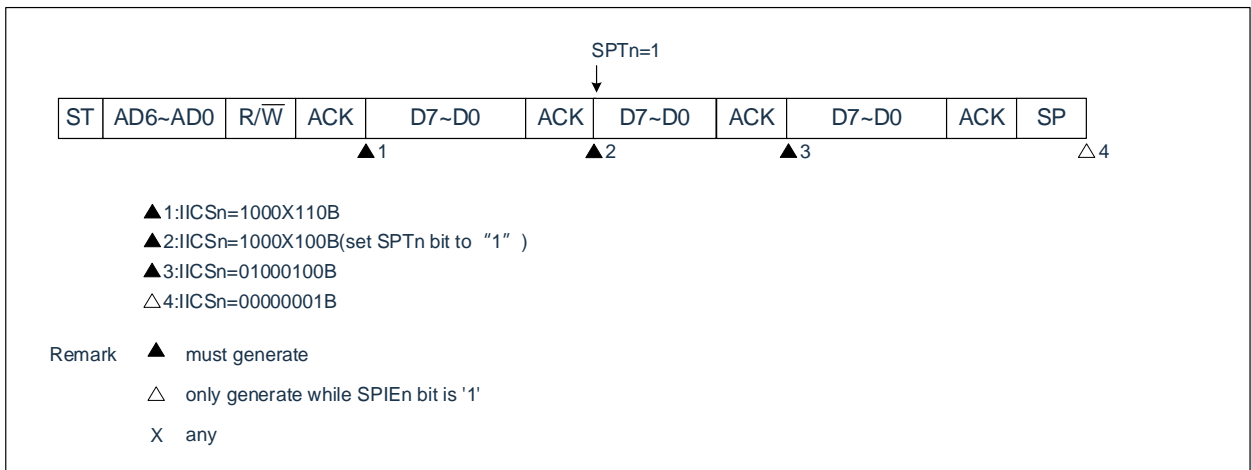 SPTn=1
ST AD6~AD0 R/W̅ ACK D7~D0 ACK D7~D0 ACK D7~D0 ACK SP
▲1 ▲2 ▲3 △4
▲1:IICSn=1000X110B
▲2:IICSn=1000X100B(set SPTn bit to “1” )
▲3:IICSn=01000100B
△4:IICSn=00000001B
Remark ▲ must generate
△ only generate while SPIEn bit is '1'
X any